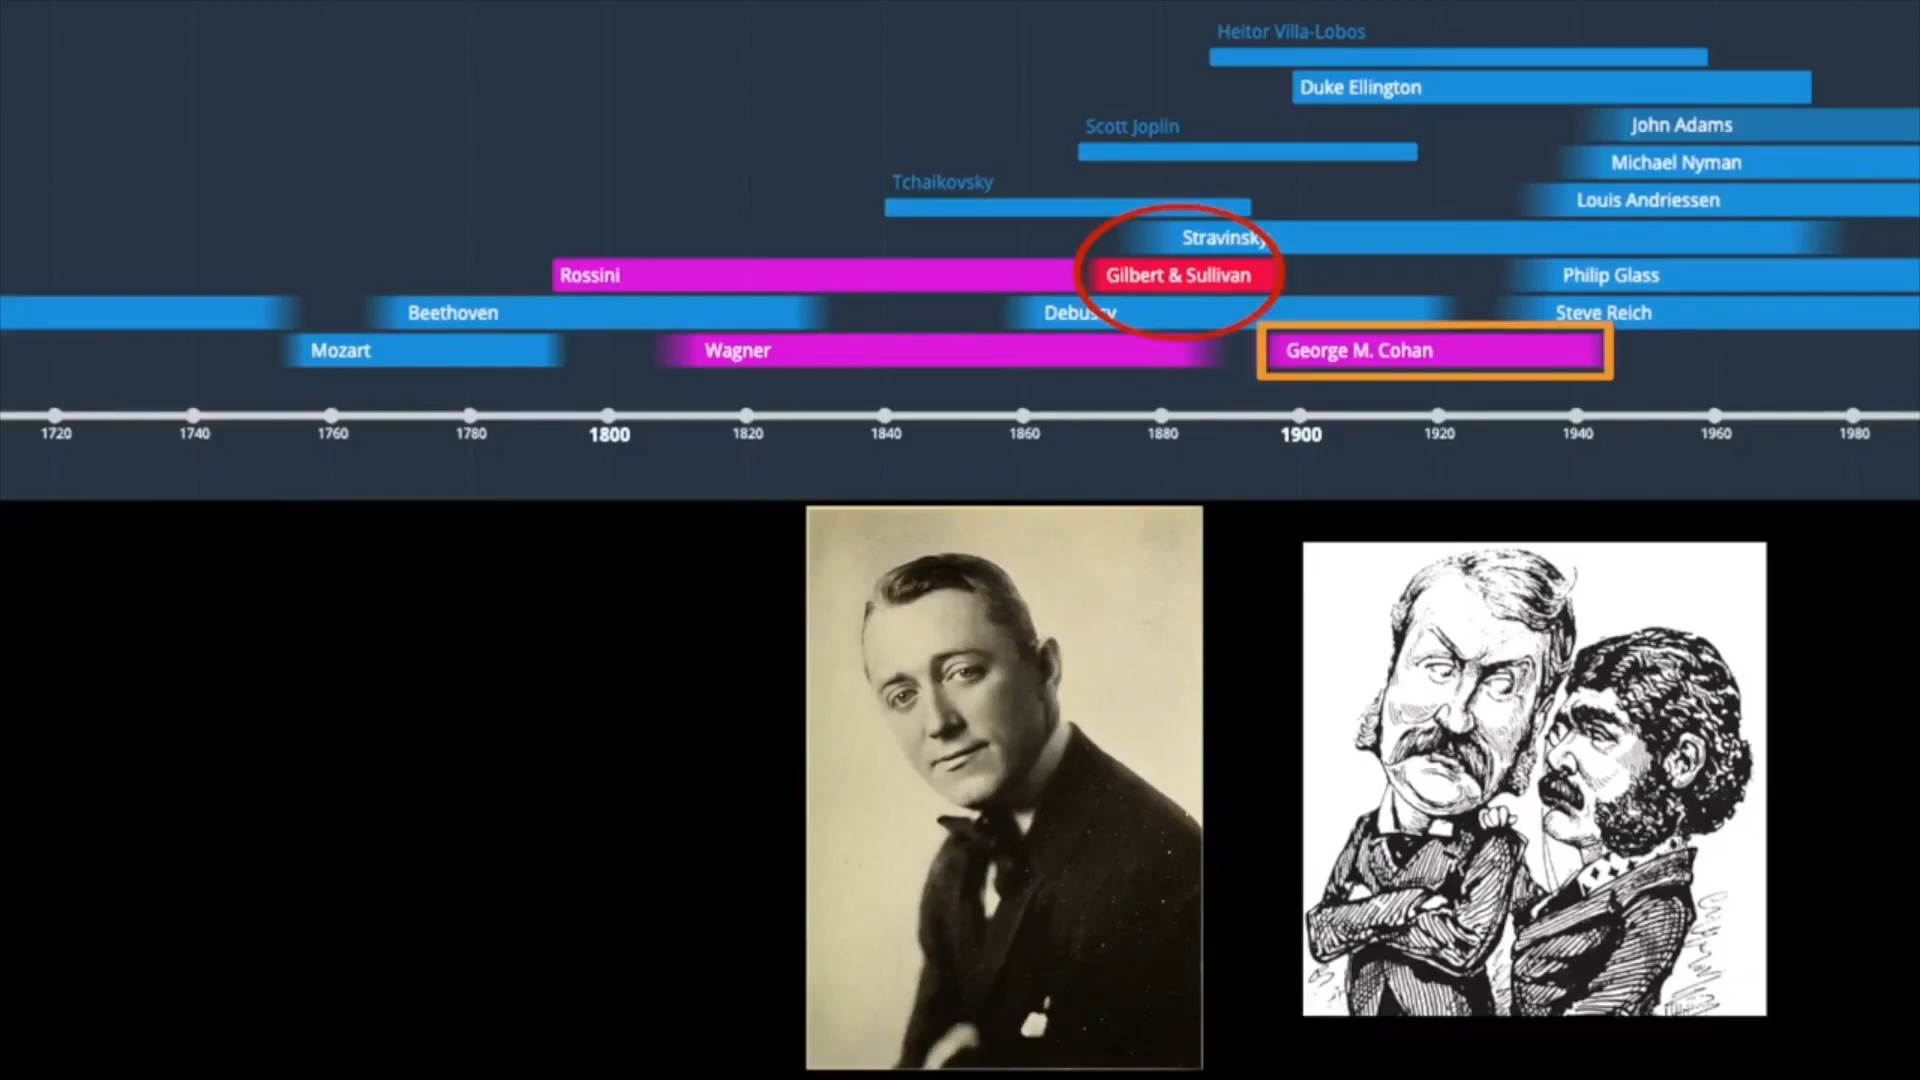 Heitor Villa-Lobos
Duke Ellington
John Adams
Scott Joplin
Michael Nyman
Tchaikovsky
Louis Andriessen
Stravinsky
Rossini
Gilbert & Sullivan
Philip Glass
Beethoven
Debussy
Steve Reich
Mozart
Wagner
George M. Cohan
1720 1740 1760 1780 1800 1820 1840 1860 1880 1900 1920 1940 1960 1980